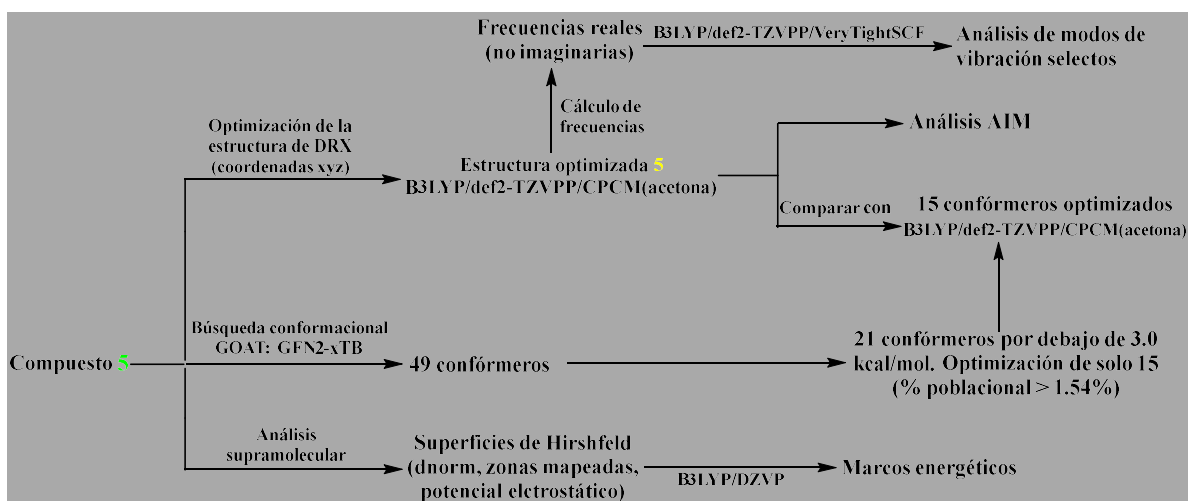 Frecuencias reales
(no imaginarias)
B3LYP/def2-TZVPP/VeryTightSCF
Análisis de modos de
vibración selectos
Cálculo de
frecuencias
Optimización de la
estructura de DRX
(coordenadas xyz)
Estructura optimizada 5
B3LYP/def2-TZVPP/CPCM(acetona)
Análisis AIM
Comparar con
15 confórmeros optimizados
B3LYP/def2-TZVPP/CPCM(acetona)
Compuesto 5
Búsqueda conformacional
GOAT: GFN2-xTB
49 confórmeros
21 confórmeros por debajo de 3.0
kcal/mol. Optimización de solo 15
(% poblacional > 1.54%)
Análisis
supramolecular
Superficies de Hirshfeld
(dnorm, zonas mapeadas,
potencial elctrostático)
B3LYP/DZVP
Marcos energéticos